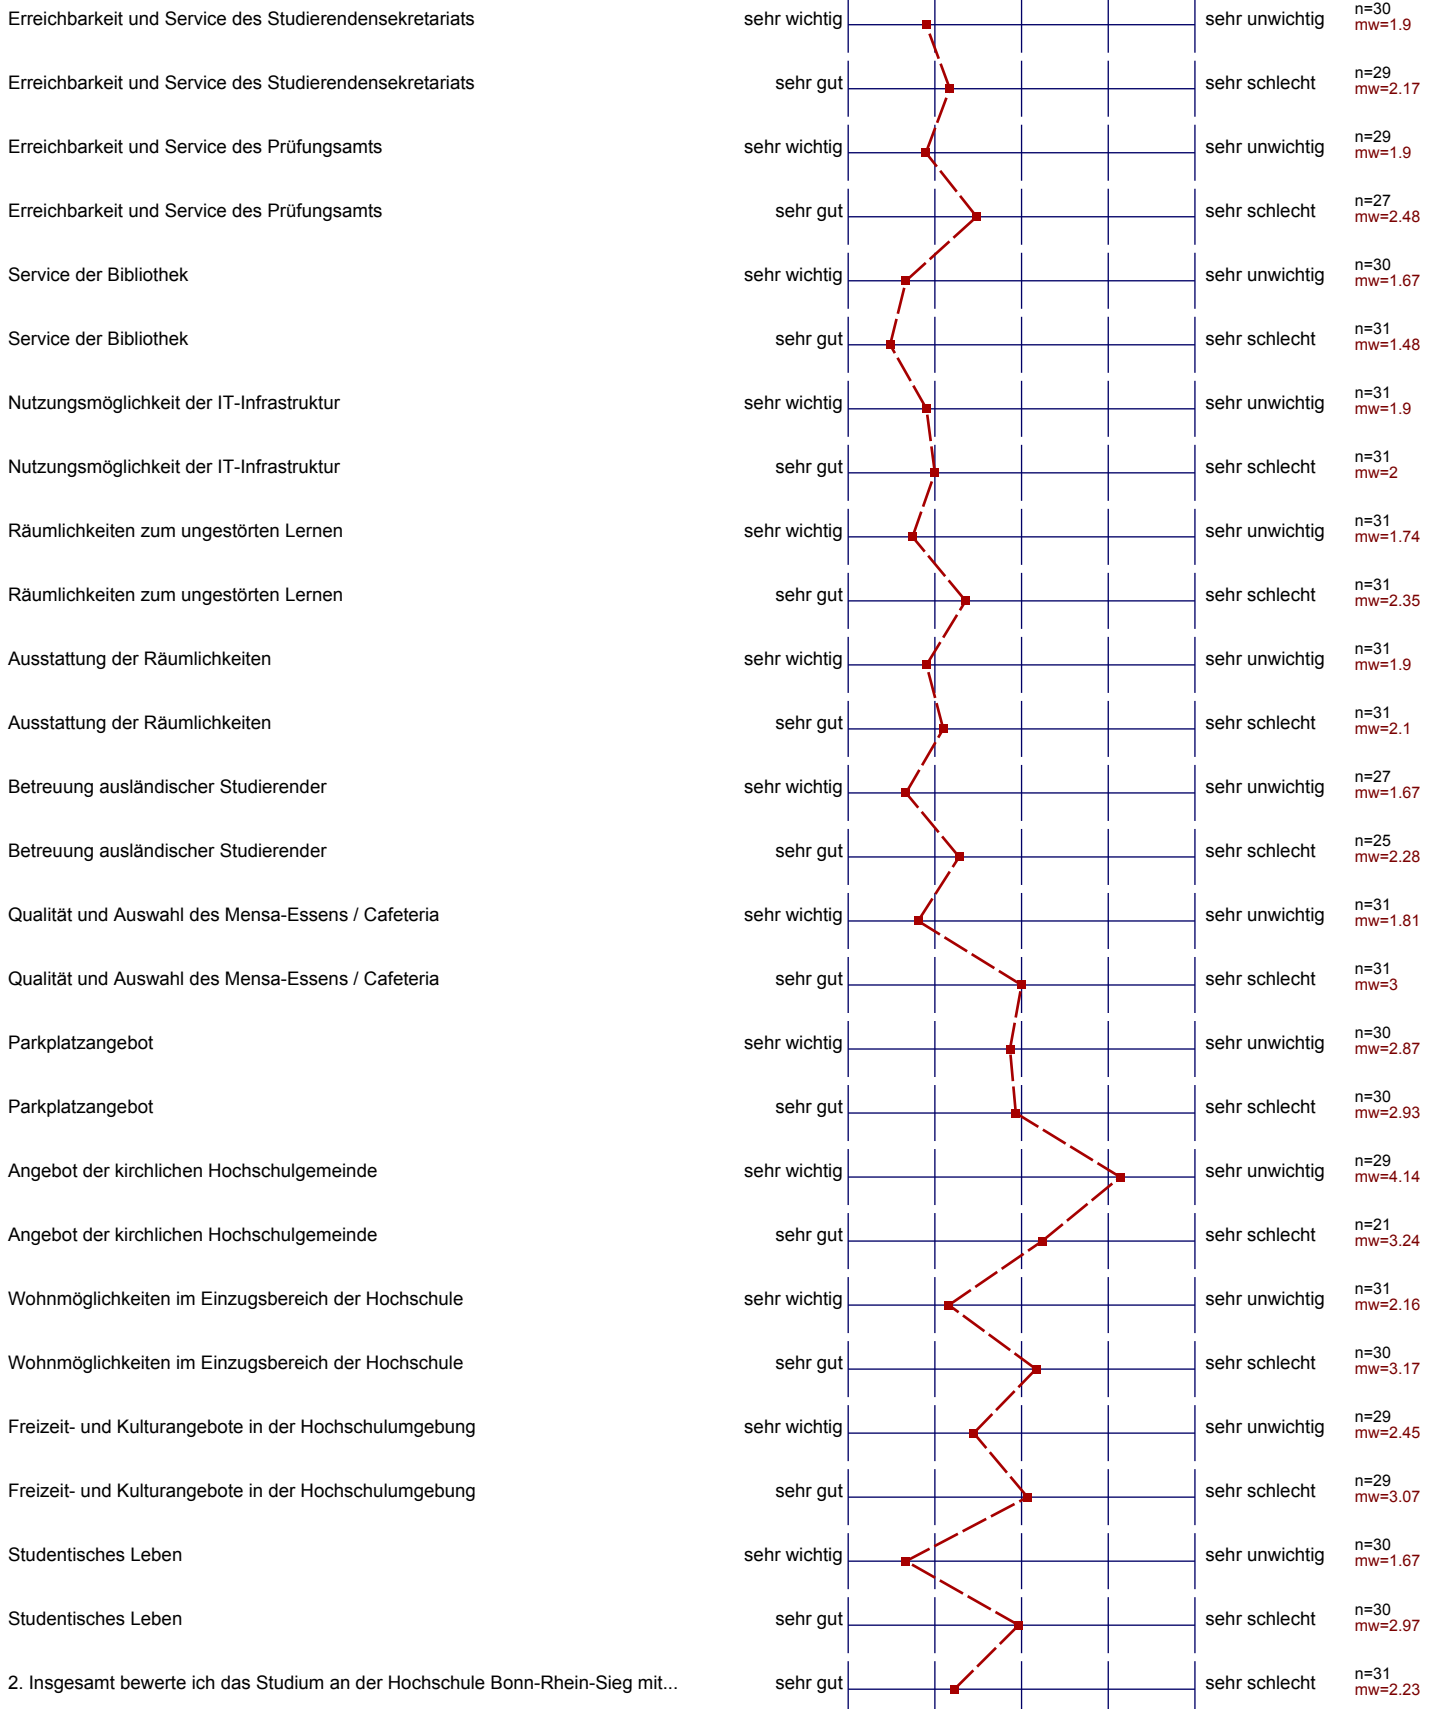 Erreichbarkeit und Service des Studierendensekretariats sehr wichtig sehr unwichtig n=30
mw=1.9
Erreichbarkeit und Service des Studierendensekretariats sehr gut sehr schlecht n=29
mw=2.17
Erreichbarkeit und Service des Prüfungsamts sehr wichtig sehr unwichtig n=29
mw=1.9
Erreichbarkeit und Service des Prüfungsamts sehr gut sehr schlecht n=27
mw=2.48
Service der Bibliothek sehr wichtig sehr unwichtig n=30
mw=1.67
Service der Bibliothek sehr gut sehr schlecht n=31
mw=1.48
Nutzungsmöglichkeit der IT-Infrastruktur sehr wichtig sehr unwichtig n=31
mw=1.9
Nutzungsmöglichkeit der IT-Infrastruktur sehr gut sehr schlecht n=31
mw=2
Räumlichkeiten zum ungestörten Lernen sehr wichtig sehr unwichtig n=31
mw=1.74
Räumlichkeiten zum ungestörten Lernen sehr gut sehr schlecht n=31
mw=2.35
Ausstattung der Räumlichkeiten sehr wichtig sehr unwichtig n=31
mw=1.9
Ausstattung der Räumlichkeiten sehr gut sehr schlecht n=31
mw=2.1
Betreuung ausländischer Studierender sehr wichtig sehr unwichtig n=27
mw=1.67
Betreuung ausländischer Studierender sehr gut sehr schlecht n=25
mw=2.28
Qualität und Auswahl des Mensa-Essens / Cafeteria sehr wichtig sehr unwichtig n=31
mw=1.81
Qualität und Auswahl des Mensa-Essens / Cafeteria sehr gut sehr schlecht n=31
mw=3
Parkplatzangebot sehr wichtig sehr unwichtig n=30
mw=2.87
Parkplatzangebot sehr gut sehr schlecht n=30
mw=2.93
Angebot der kirchlichen Hochschulgemeinde sehr wichtig sehr unwichtig n=29
mw=4.14
Angebot der kirchlichen Hochschulgemeinde sehr gut sehr schlecht n=21
mw=3.24
Wohnmöglichkeiten im Einzugsbereich der Hochschule sehr wichtig sehr unwichtig n=31
mw=2.16
Wohnmöglichkeiten im Einzugsbereich der Hochschule sehr gut sehr schlecht n=30
mw=3.17
Freizeit- und Kulturangebote in der Hochschulumgebung sehr wichtig sehr unwichtig n=29
mw=2.45
Freizeit- und Kulturangebote in der Hochschulumgebung sehr gut sehr schlecht n=29
mw=3.07
Studentisches Leben sehr wichtig sehr unwichtig n=30
mw=1.67
Studentisches Leben sehr gut sehr schlecht n=30
mw=2.97
2. Insgesamt bewerte ich das Studium an der Hochschule Bonn-Rhein-Sieg mit... sehr gut sehr schlecht n=31
mw=2.23